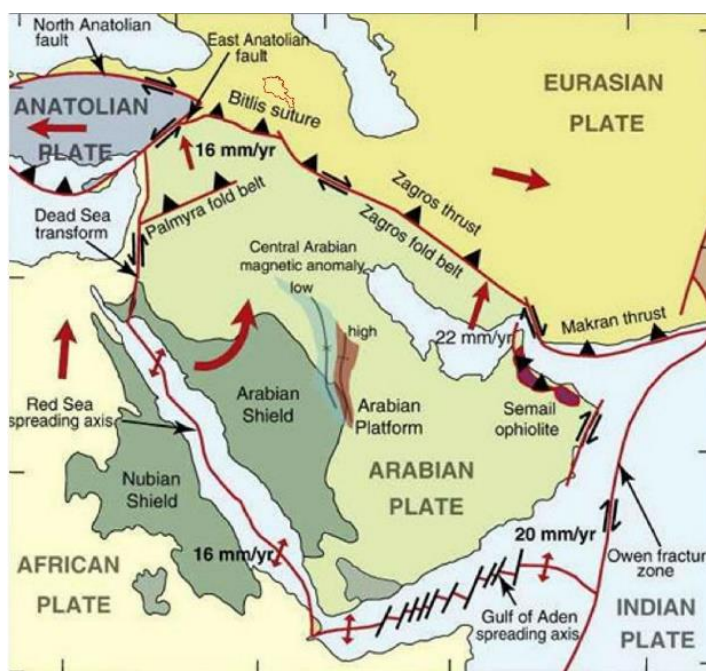 North Anatolian
fault
East Anatolian
fault
ANATOLIAN
PLATE
Bitlis suture
EURASIAN
PLATE
16 mm/yr
Dead Sea
transform
Palmyra fold belt
Zagros thrust
Zagros fold belt
Central Arabian
magnetic anomaly
low
high
22 mm/yr
Makran thrust
Red Sea
spreading axis
Arabian
Shield
Arabian
Platform
Semail
ophiolite
Nubian
Shield
ARABIAN
PLATE
16 mm/yr
20 mm/yr
Owen fracture
zone
AFRICAN
PLATE
Gulf of Aden
spreading axis
INDIAN
PLATE